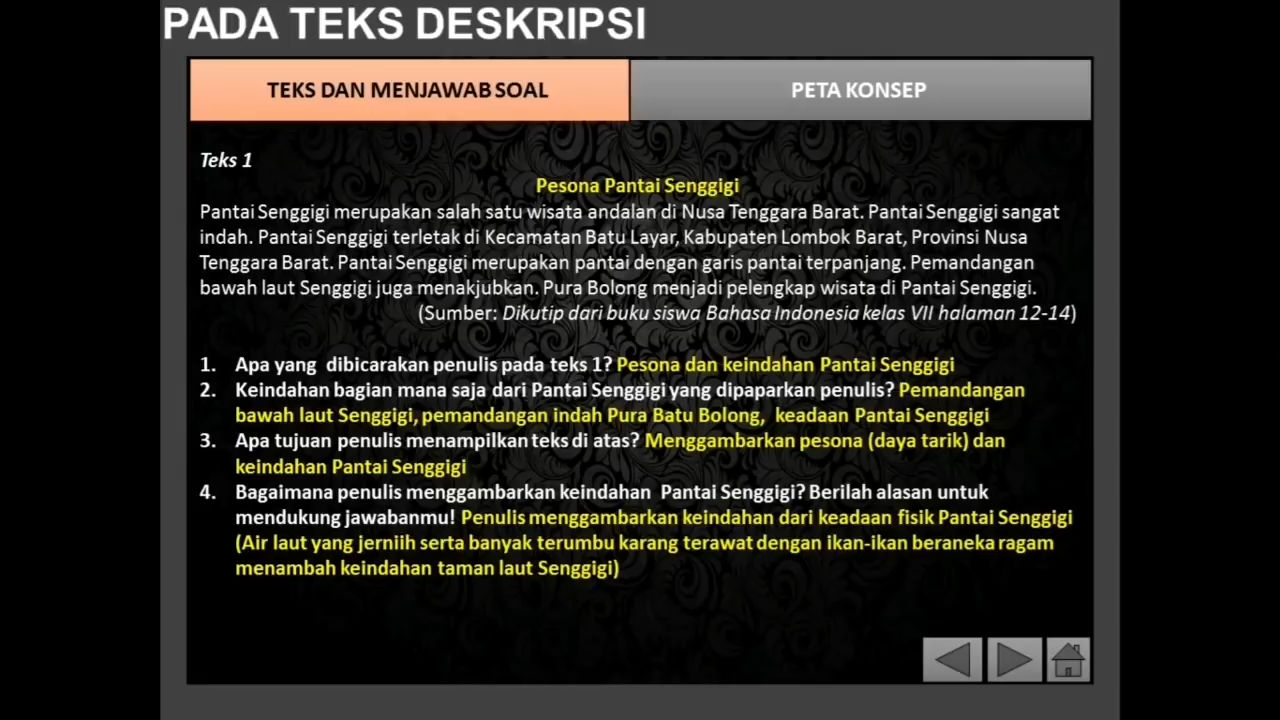 PADA TEKS DESKRIPSI
TEKS DAN MENJAWAB SOAL
PETA KONSEP
Teks 1
Pesona Pantai Senggigi
Pantai Senggigi merupakan salah satu wisata andalan di Nusa Tenggara Barat. Pantai Senggigi sangat
indah. Pantai Senggigi terletak di Kecamatan Batu Layar, Kabupaten Lombok Barat, Provinsi Nusa
Tenggara Barat. Pantai Senggigi merupakan pantai dengan garis pantai terpanjang. Pemandangan
bawah laut Senggigi juga menakjubkan. Pura Bolong menjadi pelengkap wisata di Pantai Senggigi.
(Sumber: Dikutip dari buku siswa Bahasa Indonesia kelas VII halaman 12-14)
1. Apa yang dibicarakan penulis pada teks 1? Pesona dan keindahan Pantai Senggigi
2. Keindahan bagian mana saja dari Pantai Senggigi yang dipaparkan penulis? Pemandangan
bawah laut Senggigi, pemandangan indah Pura Batu Bolong, keadaan Pantai Senggigi
3. Apa tujuan penulis menampilkan teks di atas? Menggambarkan pesona (daya tarik) dan
keindahan Pantai Senggigi
4. Bagaimana penulis menggambarkan keindahan Pantai Senggigi? Berilah alasan untuk
mendukung jawabanmu! Penulis menggambarkan keindahan dari keadaan fisik Pantai Senggigi
(Air laut yang jerniih serta banyak terumbu karang terawat dengan ikan-ikan beraneka ragam
menambah keindahan taman laut Senggigi)